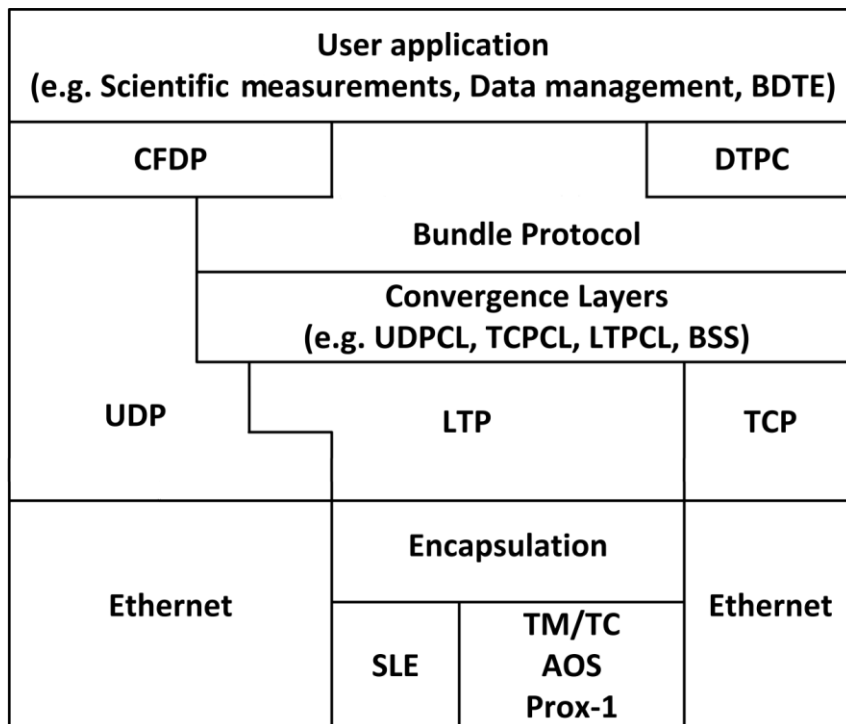 User application
(e.g. Scientific measurements, Data management, BDTE)
CFDP
DTPC
Bundle Protocol
Convergence Layers
(e.g. UDPCL, TCPCL, LTPCL, BSS)
UDP
LTP
TCP
Encapsulation
Ethernet
Ethernet
SLE
TM/TC
AOS
Prox-1